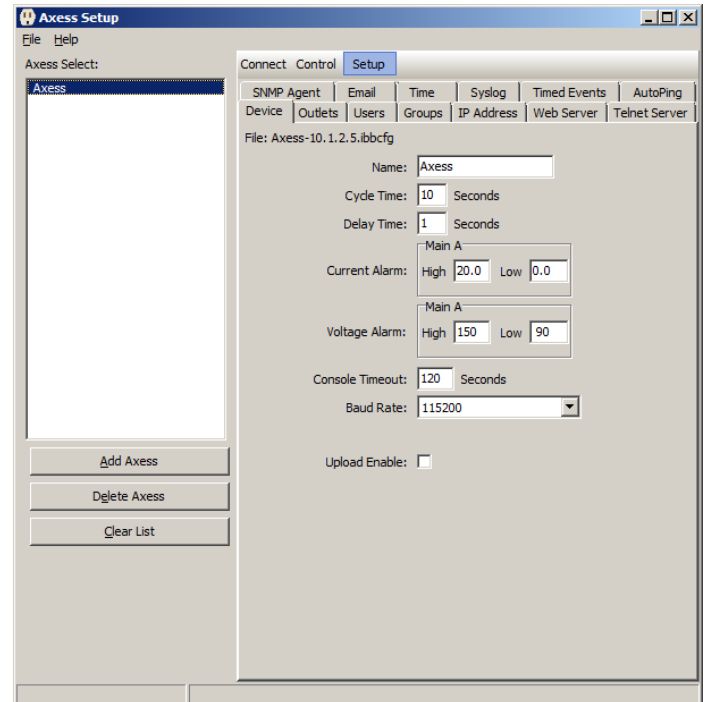 Axess Setup
File Help
Axess Select:
Axess
Add Axess
Delete Axess
Clear List
Connect Control Setup
SNMP Agent Email Time Syslog Timed Events AutoPing
Device Outlets Users Groups IP Address Web Server Telnet Server
File: Axess-10.1.2.5.ibbcfg
Name: Axess
Cycle Time: 10 Seconds
Delay Time: 1 Seconds
Main A
Current Alarm: High 20.0 Low 0.0
Main A
Voltage Alarm: High 150 Low 90
Console Timeout: 120 Seconds
Baud Rate: 115200
Upload Enable: